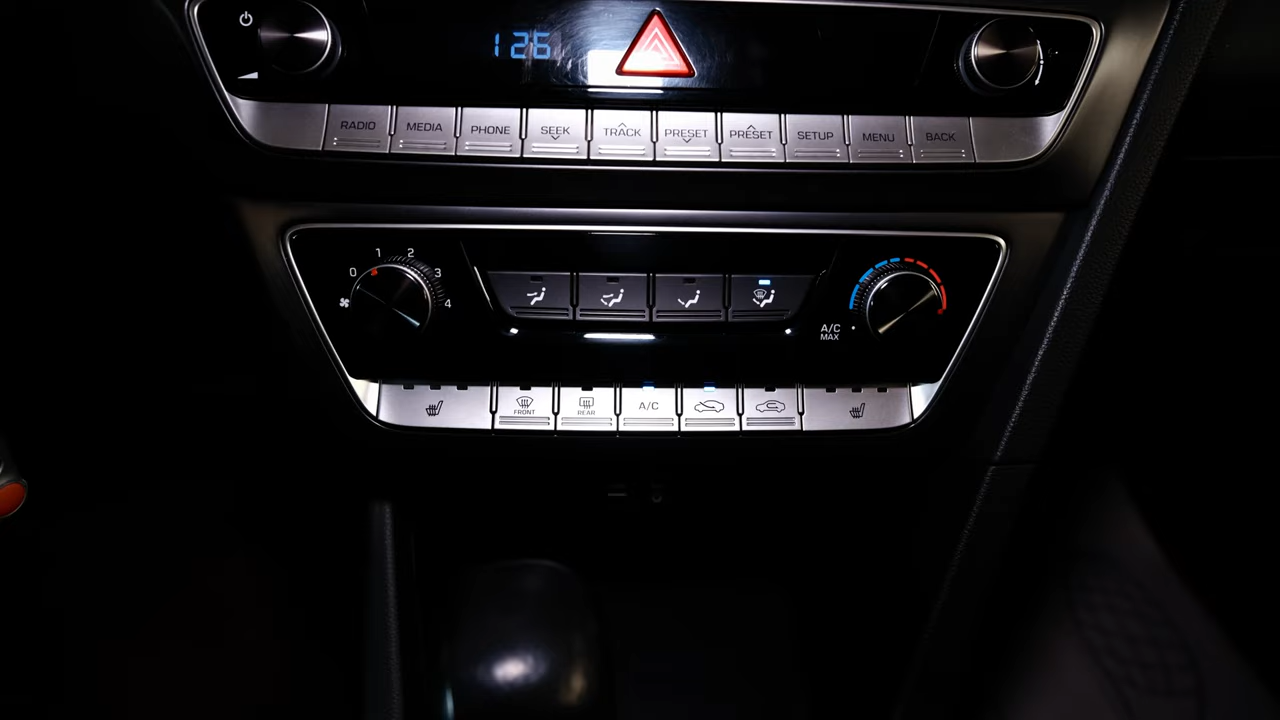 126
RADIO MEDIA PHONE SEEK TRACK PRESET PRESET SETUP MENU BACK
0 1 2 3 4
A/C
MAX
FRONT REAR A/C